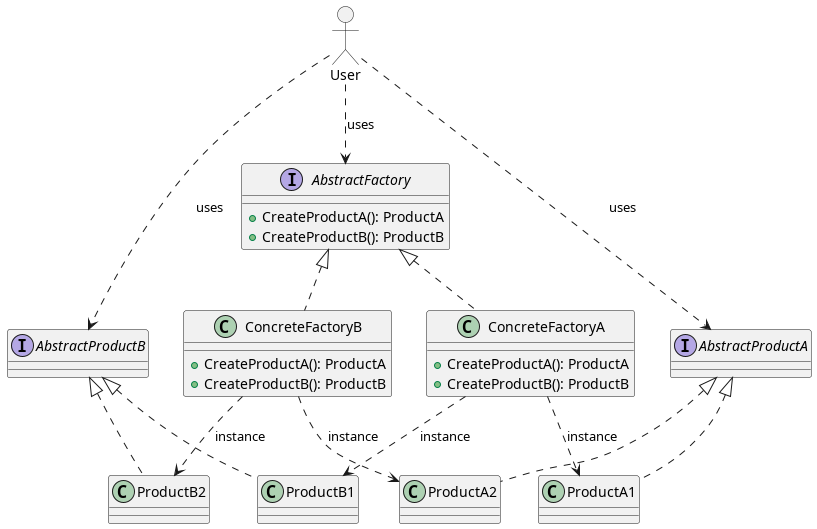 User
uses
I AbstractFactory
CreateProductA(): ProductA
CreateProductB(): ProductB
uses
uses
I AbstractProductB
C ConcreteFactoryB
CreateProductA(): ProductA
CreateProductB(): ProductB
C ConcreteFactoryA
CreateProductA(): ProductA
CreateProductB(): ProductB
I AbstractProductA
instance
instance
instance
instance
C ProductB2
C ProductB1
C ProductA2
C ProductA1